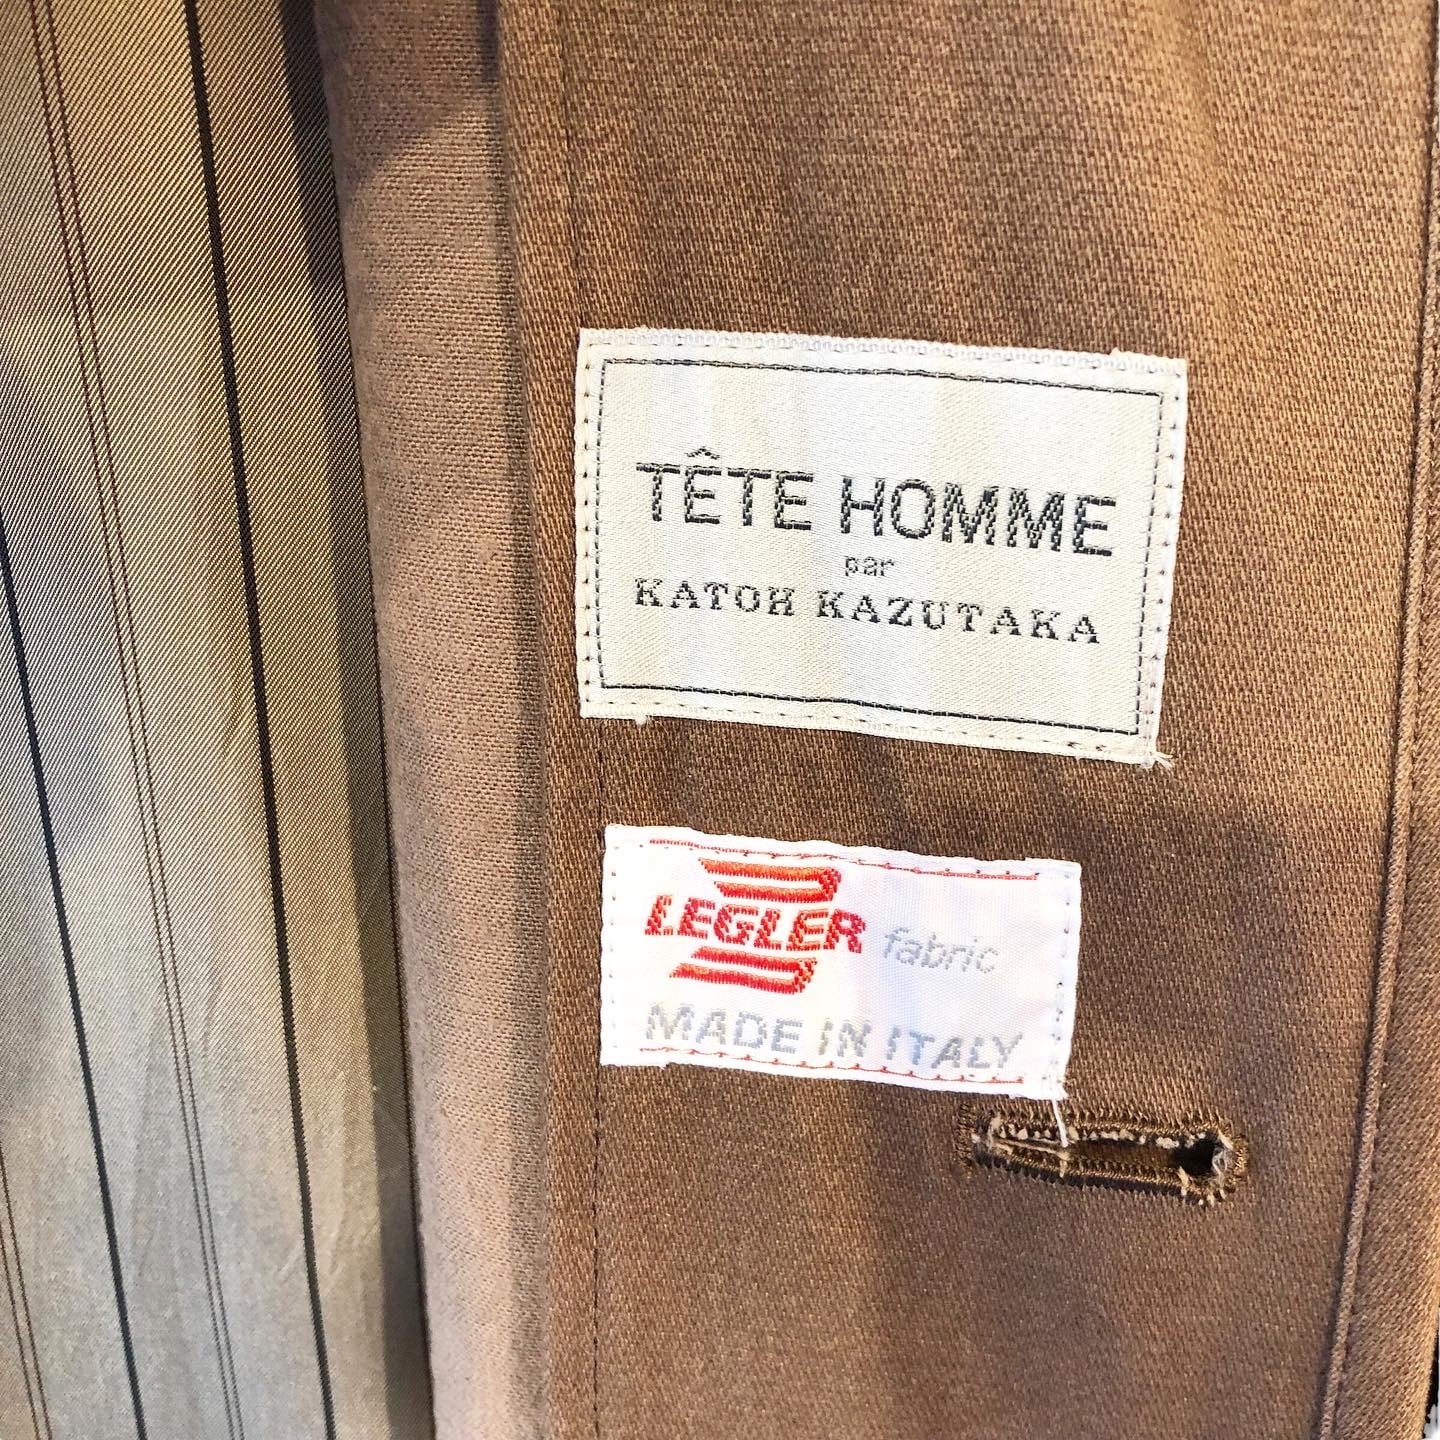 TÊTE HOMME
par
KATOH KAZUTAKA
LEGLER fabric
MADE IN ITALY